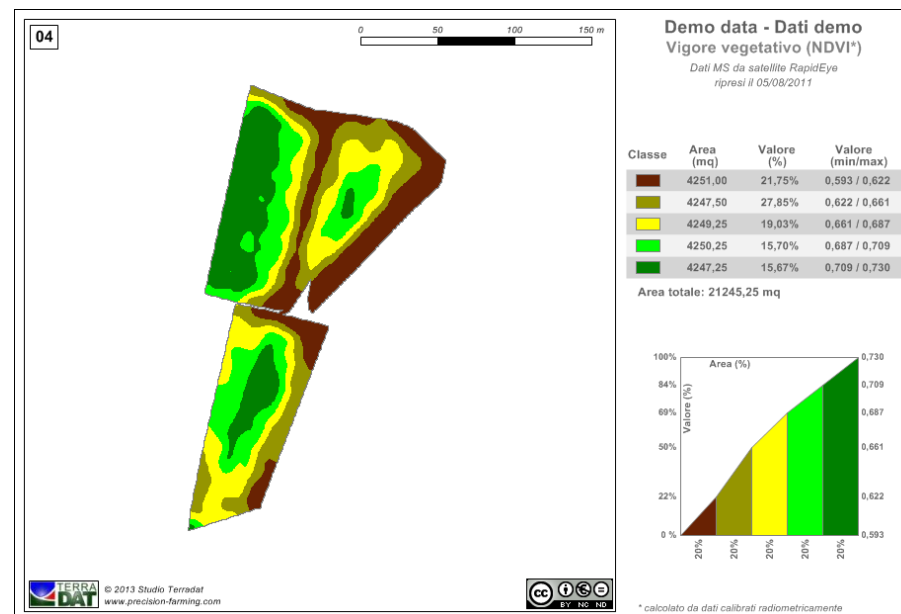 04
0 50 100 150 m
Demo data - Dati demo
Vigore vegetativo (NDVI*)
Dati MS da satellite RapidEye
ripresi il 05/08/2011
Classe Area (mq) Valore (%) Valore (min/max)
4251,00 21,75% 0,593 / 0,622
4247,50 27,85% 0,622 / 0,661
4249,25 19,03% 0,661 / 0,687
4250,25 15,70% 0,687 / 0,709
4247,25 15,67% 0,709 / 0,730
Area totale: 21245,25 mq
Area (%)
Valore (%)
100% 0,730
84% 0,709
69% 0,687
50% 0,661
22% 0,622
0 % 0,593
20% 20% 20% 20% 20%
TERRA
DAT
© 2013 Studio Terradat
www.precision-farming.com
cc
BY NC ND
* calcolato da dati calibrati radiometricamente